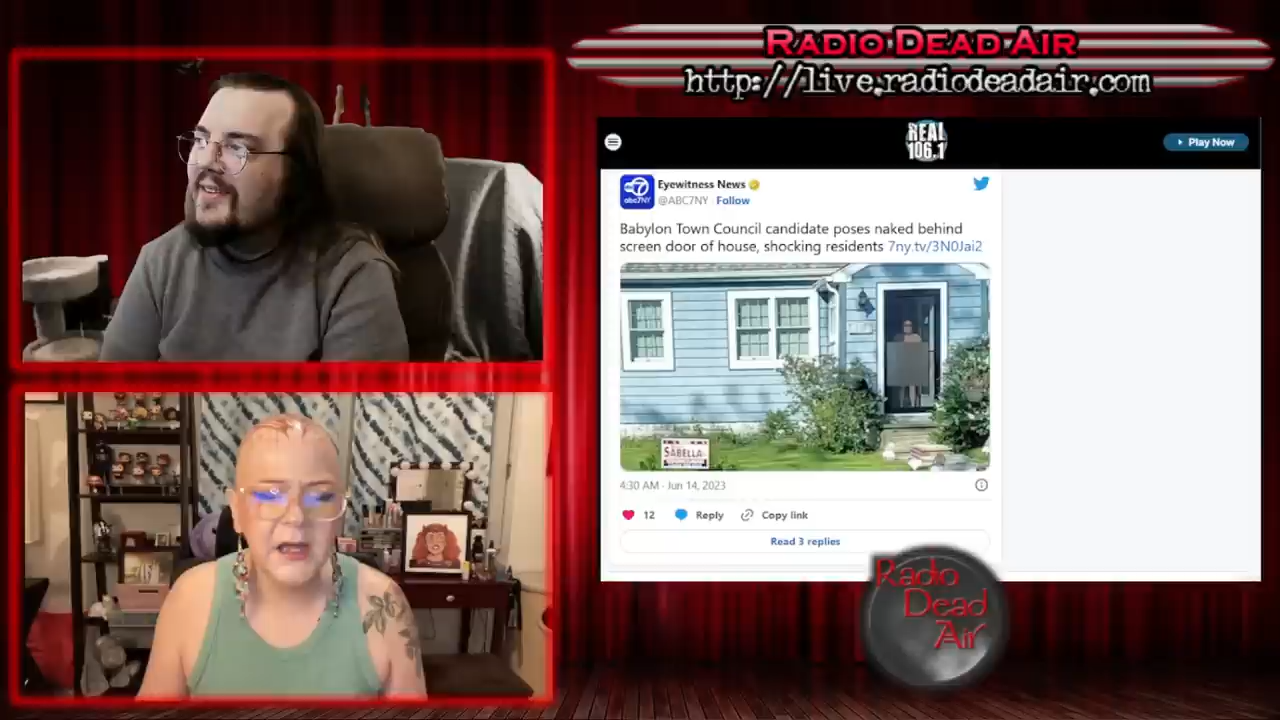 Radio Dead Air
http://live.radiodeadair.com
REAL
106.1
Play Now
abc7NY
Eyewitness News
@ABC7NY · Follow
Babylon Town Council candidate poses naked behind
screen door of house, shocking residents 7ny.tv/3N0Jai2
SABELLA
4:30 AM · Jun 14, 2023
12
Reply
Copy link
Read 3 replies
Radio
Dead
Air